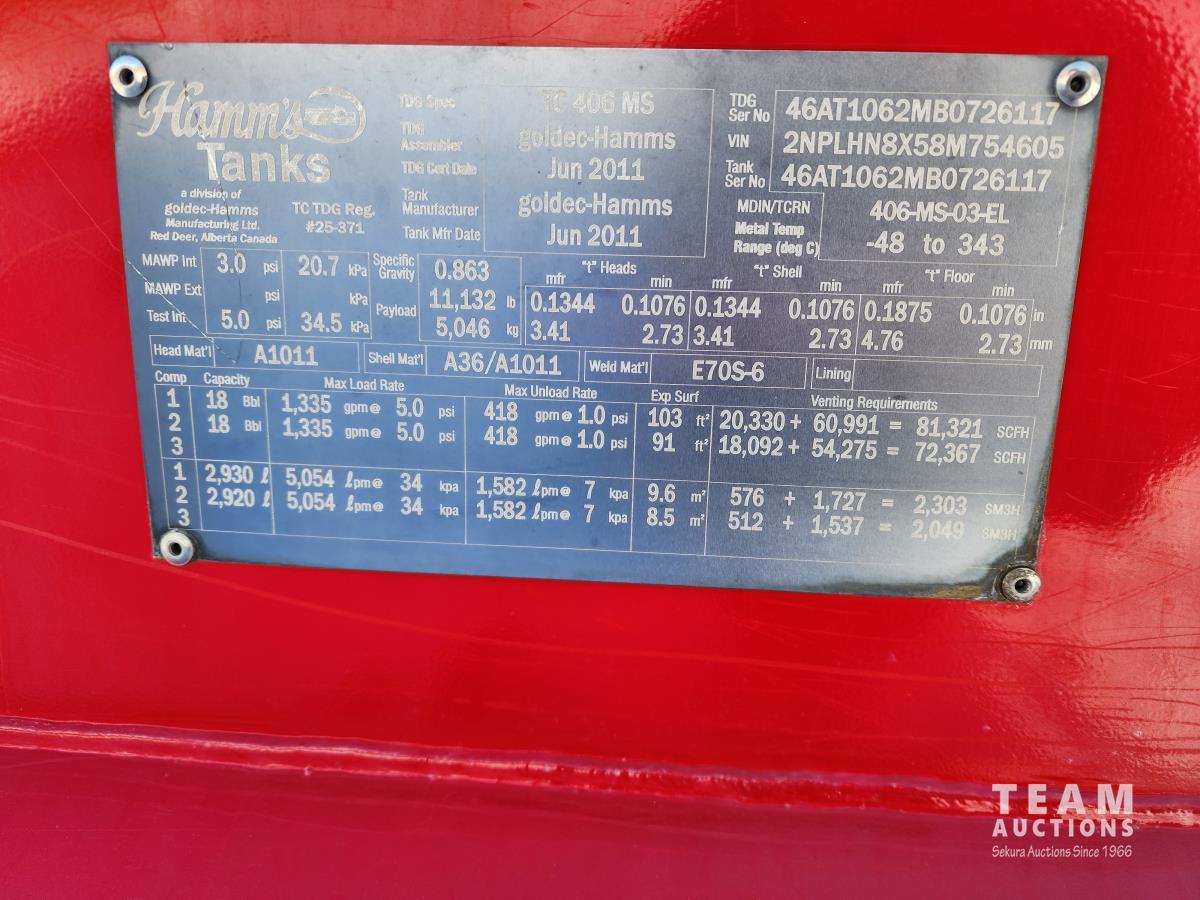 Hamm's
Tanks
a division of
goldec-Hamms
Manufacturing Ltd.
Red Deer, Alberta Canada
TC TDG Reg.
#25-371
TDG Spec TC 406 MS
TDG Assembler goldec-Hamms
TDG Cert Date Jun 2011
Tank Manufacturer goldec-Hamms
Tank Mfr Date Jun 2011
TDG Ser No 46AT1062MB0726117
VIN 2NPLHN8X58M754605
Tank Ser No 46AT1062MB0726117
MDIN/TCRN 406-MS-03-EL
Metal Temp Range (deg C) -48 to 343
MAWP Int 3.0 psi 20.7 kPa
MAWP Ext psi kPa
Test Int 5.0 psi 34.5 kPa
Specific Gravity 0.863
Payload 11,132 lb
5,046 kg
"t" Heads "t" Shell "t" Floor
mfr min mfr min mfr min
0.1344 0.1076 0.1344 0.1076 0.1875 0.1076 in
3.41 2.73 3.41 2.73 4.76 2.73 mm
Head Mat'l A1011 Shell Mat'l A36/A1011 Weld Mat'l E70S-6 Lining
Comp Capacity Max Load Rate Max Unload Rate Exp Surf Venting Requirements
1 18 Bbl 1,335 gpm@ 5.0 psi 418 gpm@ 1.0 psi 103 ft² 20,330 + 60,991 = 81,321 SCFH
2 18 Bbl 1,335 gpm@ 5.0 psi 418 gpm@ 1.0 psi 91 ft² 18,092 + 54,275 = 72,367 SCFH
3
1 2,930 ℓ 5,054 ℓpm@ 34 kpa 1,582 ℓpm@ 7 kpa 9.6 m² 576 + 1,727 = 2,303 SM3H
2 2,920 ℓ 5,054 ℓpm@ 34 kpa 1,582 ℓpm@ 7 kpa 8.5 m² 512 + 1,537 = 2,049 SM3H
3
TEAM
AUCTIONS
Sekura Auctions Since 1966